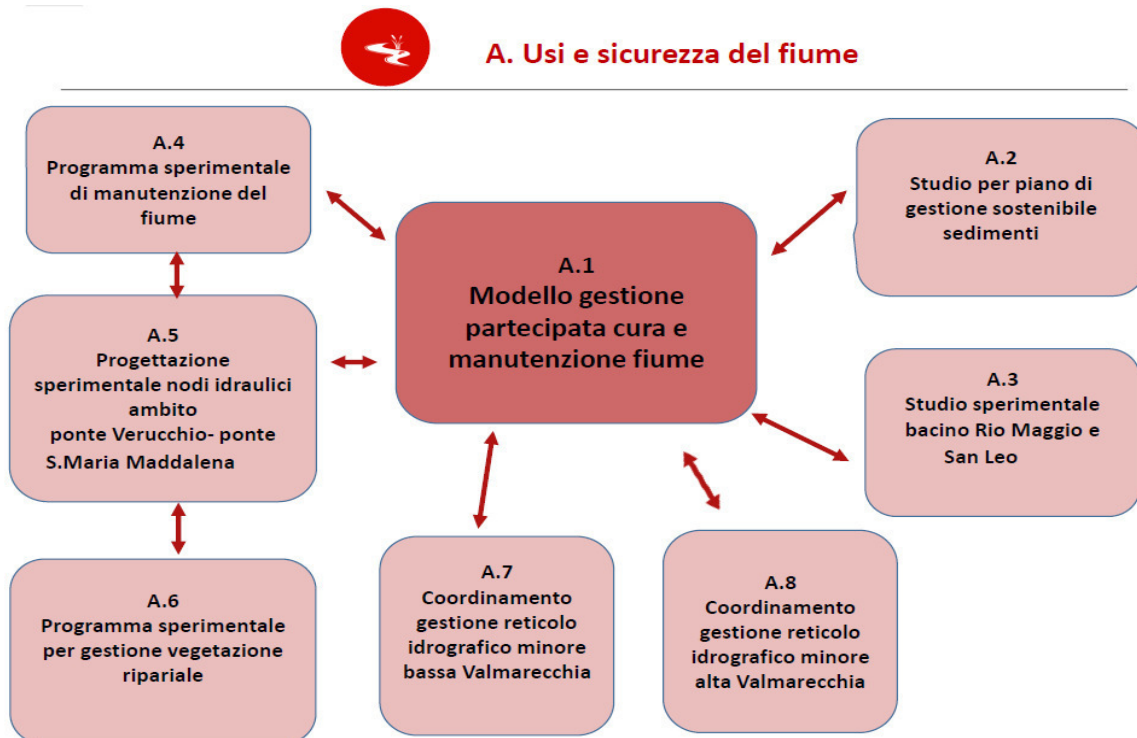 A. Usi e sicurezza del fiume
A.4
Programma sperimentale
di manutenzione del
fiume
A.2
Studio per piano di
gestione sostenibile
sedimenti
A.1
Modello gestione
partecipata cura e
manutenzione fiume
A.5
Progettazione
sperimentale nodi idraulici
ambito
ponte Verucchio- ponte
S.Maria Maddalena
A.3
Studio sperimentale
bacino Rio Maggio e
San Leo
A.6
Programma sperimentale
per gestione vegetazione
ripariale
A.7
Coordinamento
gestione reticolo
idrografico minore
bassa Valmarecchia
A.8
Coordinamento
gestione reticolo
idrografico minore
alta Valmarecchia